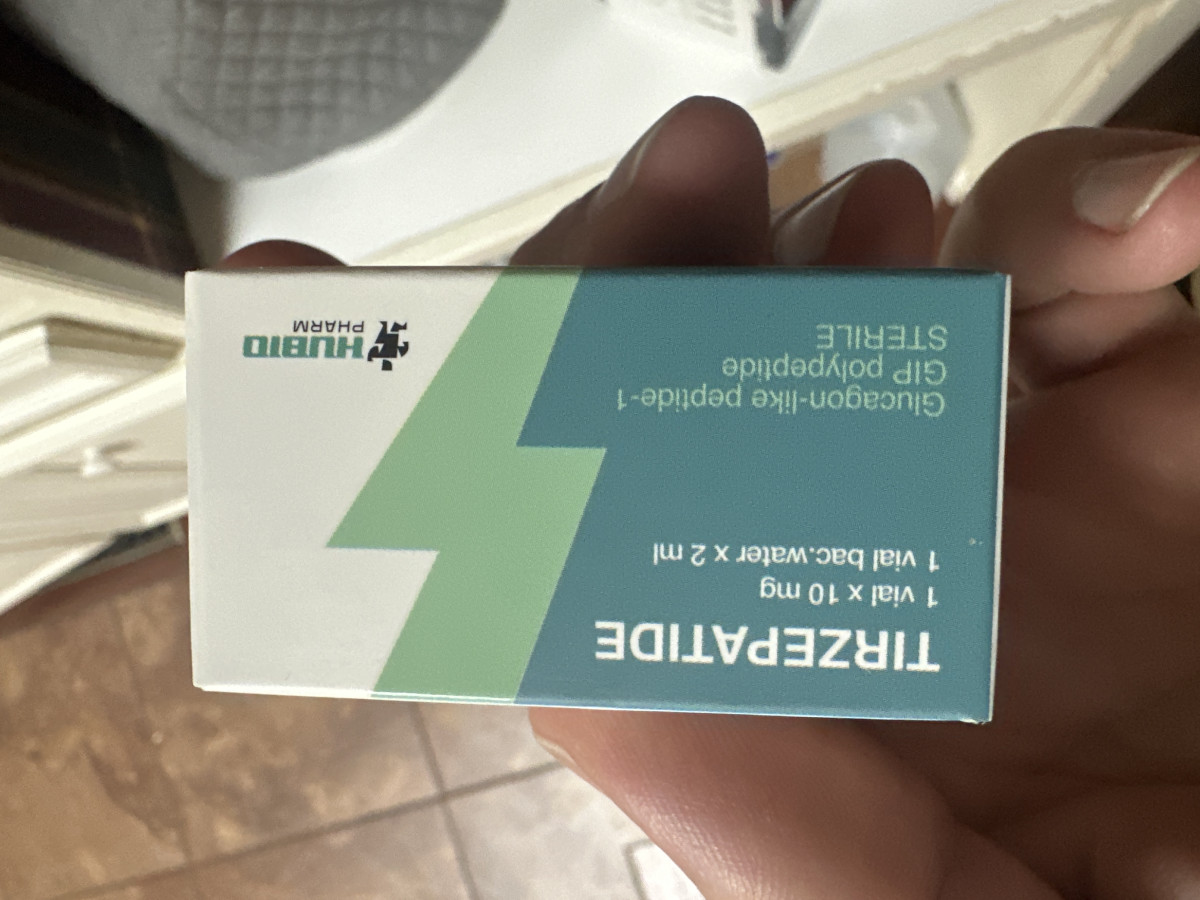 TIRZEPATIDE
1 vial x 10 mg
1 vial bac.water x 2 ml
Glucagon-like peptide-1
GIP polypeptide
STERILE
HUBIO
PHARM